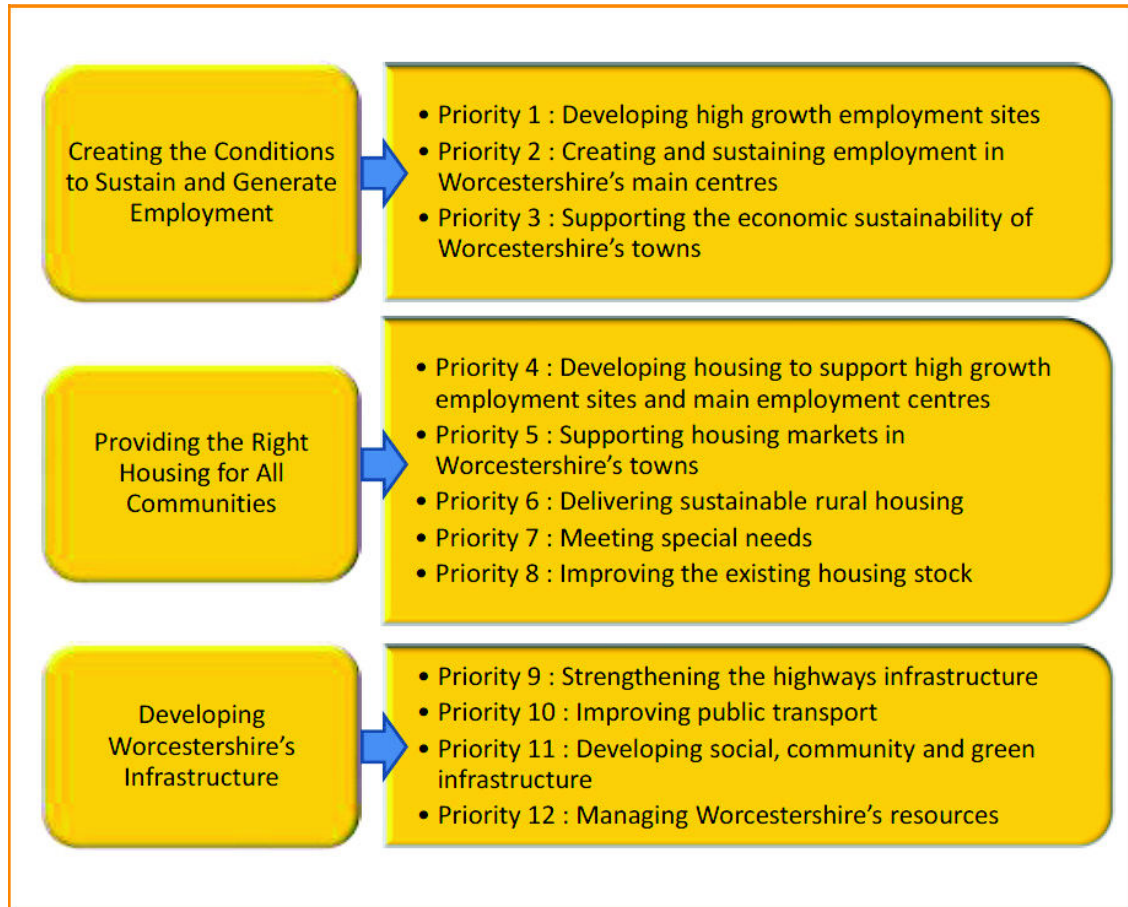 Creating the Conditions
to Sustain and Generate
Employment
• Priority 1 : Developing high growth employment sites
• Priority 2 : Creating and sustaining employment in
Worcestershire’s main centres
• Priority 3 : Supporting the economic sustainability of
Worcestershire’s towns
Providing the Right
Housing for All
Communities
• Priority 4 : Developing housing to support high growth
employment sites and main employment centres
• Priority 5 : Supporting housing markets in
Worcestershire’s towns
• Priority 6 : Delivering sustainable rural housing
• Priority 7 : Meeting special needs
• Priority 8 : Improving the existing housing stock
Developing
Worcestershire’s
Infrastructure
• Priority 9 : Strengthening the highways infrastructure
• Priority 10 : Improving public transport
• Priority 11 : Developing social, community and green
infrastructure
• Priority 12 : Managing Worcestershire’s resources